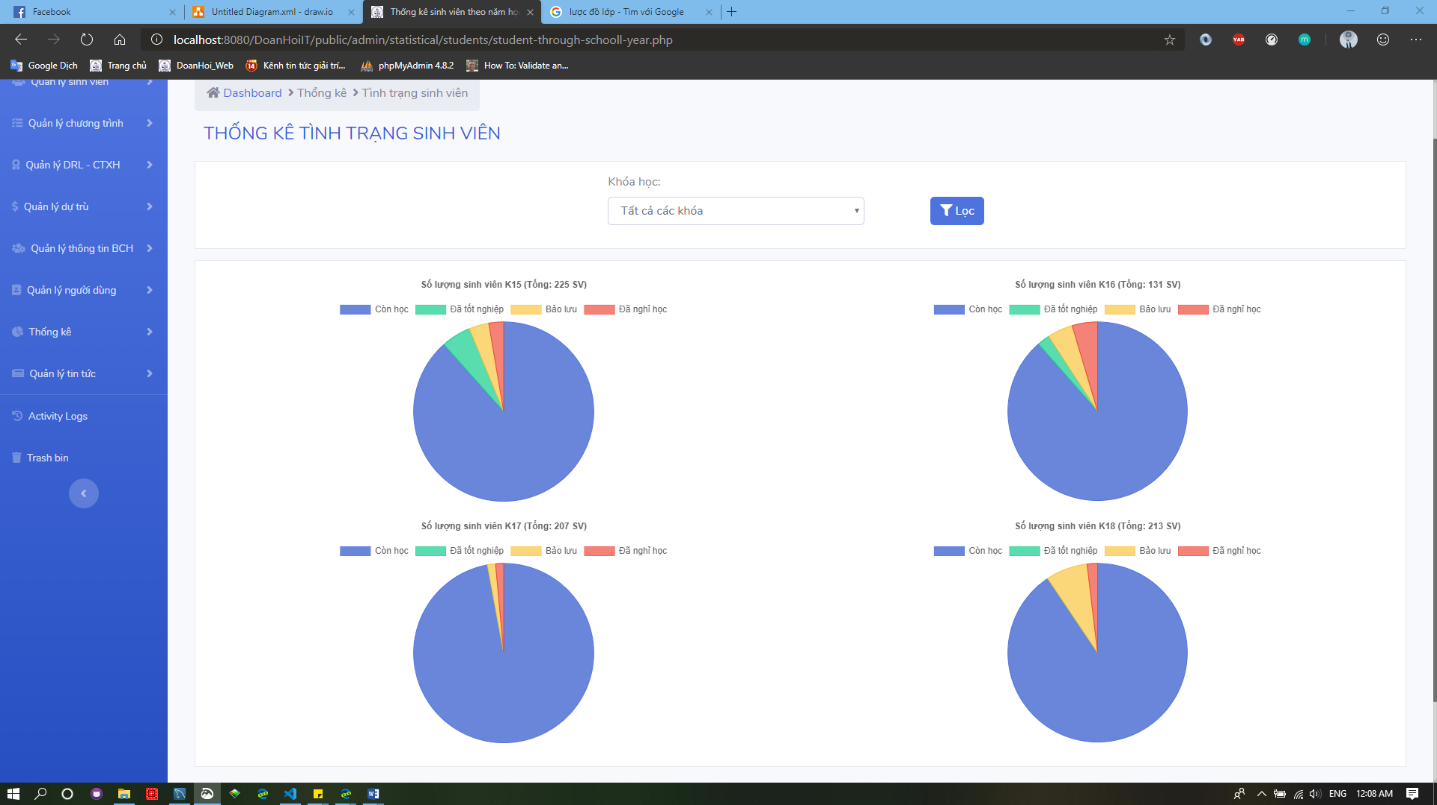 Facebook
Untitled Diagram.xml - draw.io
Thống kê sinh viên theo năm họ
lược đồ lớp - Tìm với Google
localhost:8080/DoanHoiIT/public/admin/statistical/students/student-through-schooll-year.php
Google Dịch
Trang chủ
DoanHoi_Web
Kênh tin tức giải trí...
phpMyAdmin 4.8.2
How To: Validate an...
Quản lý sinh viên
Quản lý chương trình
Quản lý DRL - CTXH
Quản lý dự trù
Quản lý thông tin BCH
Quản lý người dùng
Thống kê
Quản lý tin tức
Activity Logs
Trash bin
Dashboard > Thống kê > Tình trạng sinh viên
THỐNG KÊ TÌNH TRẠNG SINH VIÊN
Khóa học:
Tất cả các khóa
Lọc
Số lượng sinh viên K15 (Tổng: 225 SV)
Còn học Đã tốt nghiệp Bảo lưu Đã nghỉ học
Số lượng sinh viên K16 (Tổng: 131 SV)
Còn học Đã tốt nghiệp Bảo lưu Đã nghỉ học
Số lượng sinh viên K17 (Tổng: 207 SV)
Còn học Đã tốt nghiệp Bảo lưu Đã nghỉ học
Số lượng sinh viên K18 (Tổng: 213 SV)
Còn học Đã tốt nghiệp Bảo lưu Đã nghỉ học
ENG 12:08 AM